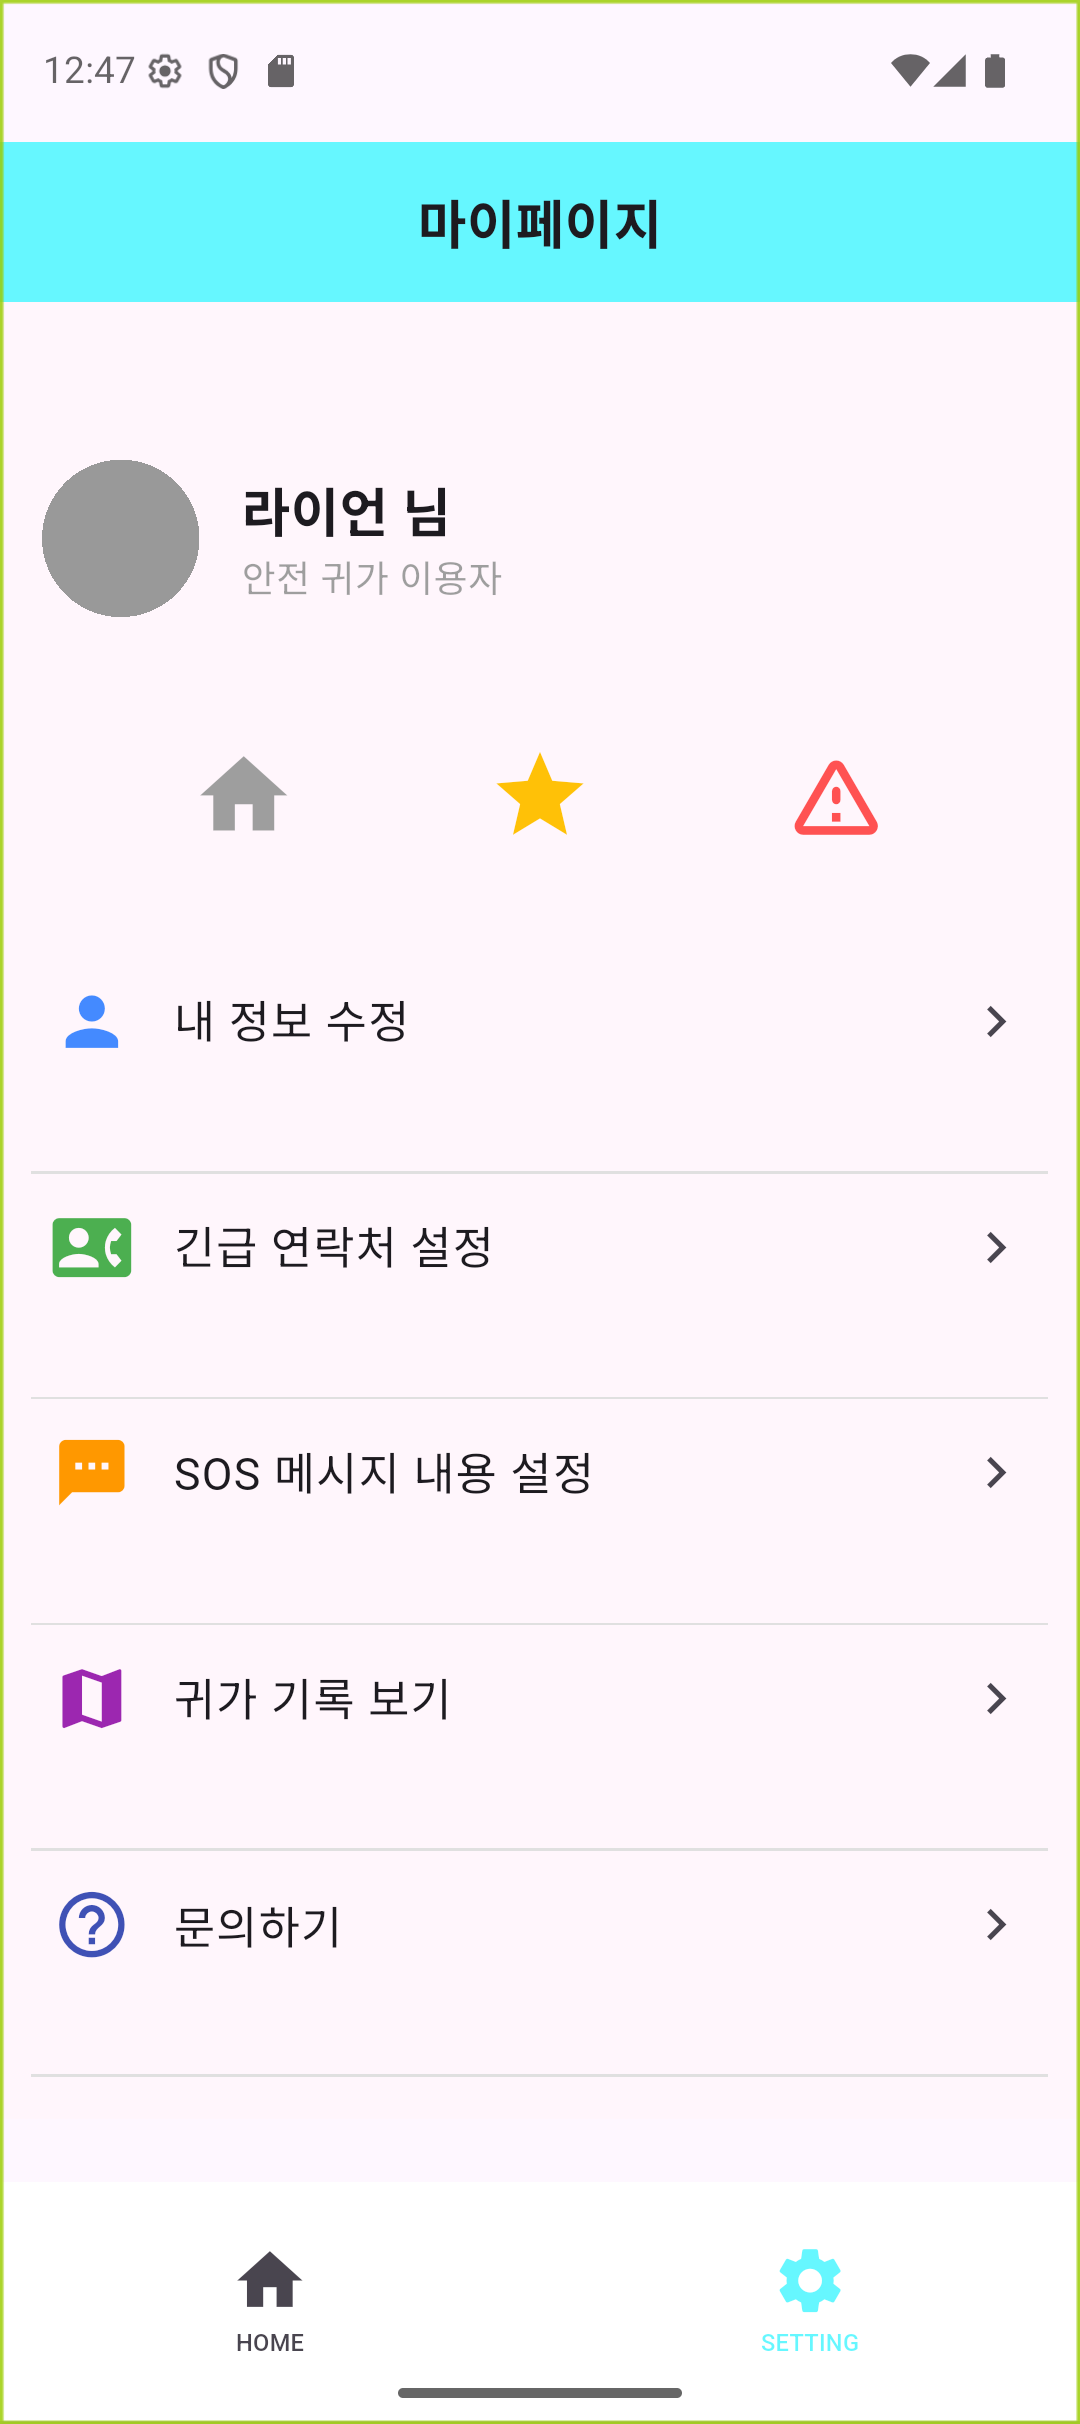 12:47
마이페이지
라이언 님
안전 귀가 이용자
내 정보 수정
긴급 연락처 설정
SOS 메시지 내용 설정
귀가 기록 보기
문의하기
HOME
SETTING